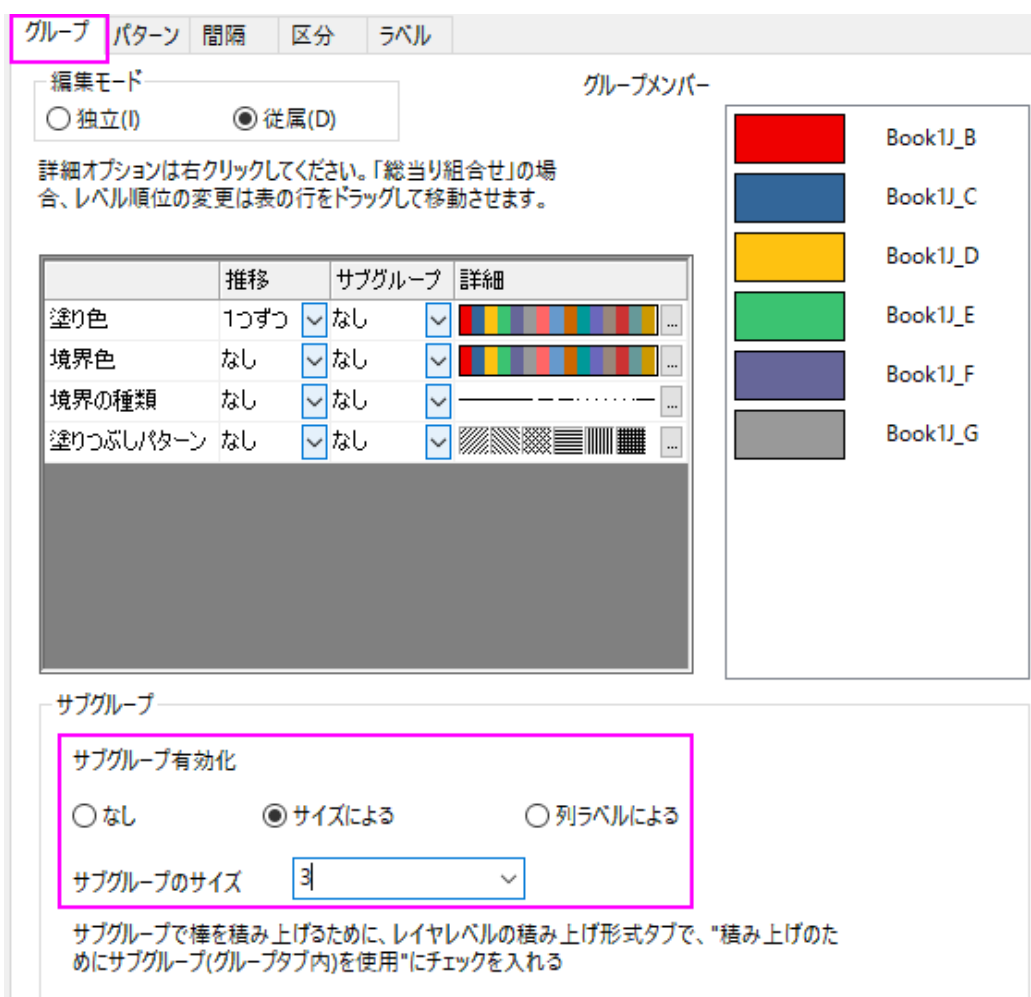 グループ パターン 間隔 区分 ラベル
編集モード
独立(I) 従属(D)
詳細オプションは右クリックしてください。「総当り組合せ」の場
合、レベル順位の変更は表の行をドラッグして移動させます。
推移 サブグループ 詳細
塗り色 1つずつ なし ...
境界色 なし なし ...
境界の種類 なし なし ...
塗りつぶしパターン なし なし ...
グループメンバー
Book1J_B
Book1J_C
Book1J_D
Book1J_E
Book1J_F
Book1J_G
サブグループ
サブグループ有効化
なし サイズによる 列ラベルによる
サブグループのサイズ 3
サブグループで棒を積み上げるために、レイヤレベルの積み上げ形式タブで、"積み上げのた
めにサブグループ(グループタブ内)を使用"にチェックを入れる